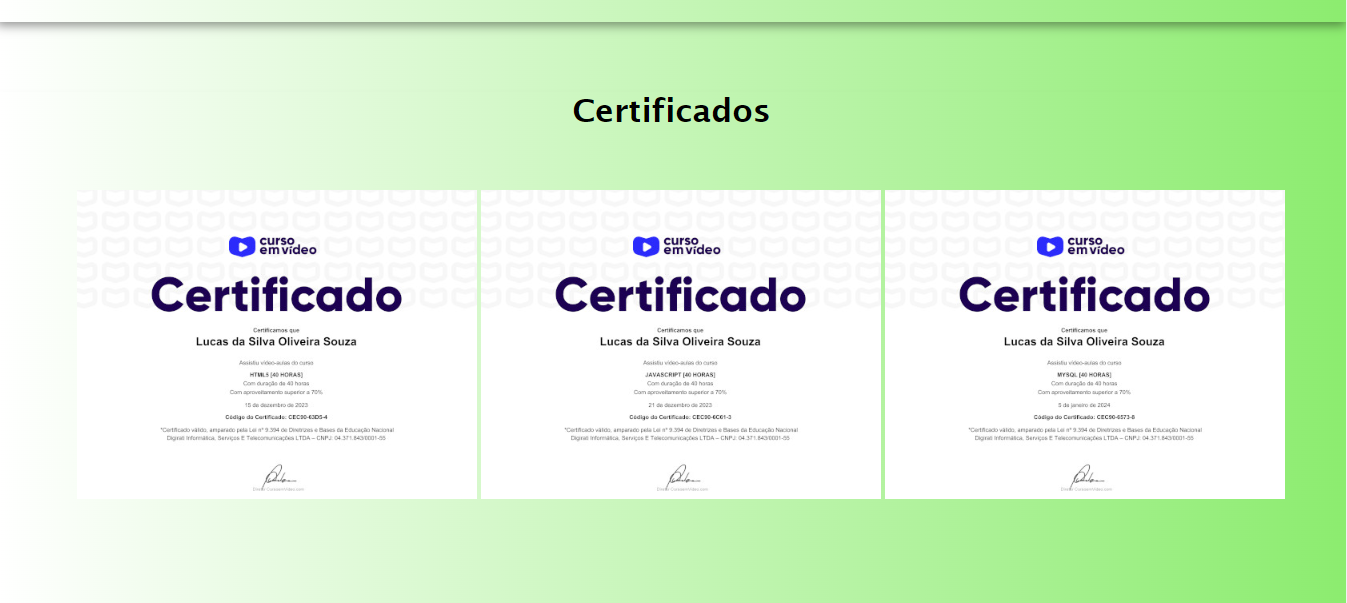 Certificados
curso
em vídeo
Certificado
Certificamos que
Lucas da Silva Oliveira Souza
Assistiu vídeo-aulas do curso
HTML5 [40 HORAS]
Com duração de 40 horas
Com aproveitamento superior a 70%
15 de dezembro de 2023
Código do Certificado: CEC90-63D5-4
*Certificado válido, amparado pela Lei nº 9.394 de Diretrizes e Bases da Educação Nacional
Digirati Informática, Serviços E Telecomunicações LTDA – CNPJ: 04.371.843/0001-55
curso
em vídeo
Certificado
Certificamos que
Lucas da Silva Oliveira Souza
Assistiu vídeo-aulas do curso
JAVASCRIPT [40 HORAS]
Com duração de 40 horas
Com aproveitamento superior a 70%
21 de dezembro de 2023
Código do Certificado: CEC90-6C61-3
*Certificado válido, amparado pela Lei nº 9.394 de Diretrizes e Bases da Educação Nacional
Digirati Informática, Serviços E Telecomunicações LTDA – CNPJ: 04.371.843/0001-55
curso
em vídeo
Certificado
Certificamos que
Lucas da Silva Oliveira Souza
Assistiu vídeo-aulas do curso
MYSQL [40 HORAS]
Com duração de 40 horas
Com aproveitamento superior a 70%
5 de janeiro de 2024
Código do Certificado: CEC90-6573-8
*Certificado válido, amparado pela Lei nº 9.394 de Diretrizes e Bases da Educação Nacional
Digirati Informática, Serviços E Telecomunicações LTDA – CNPJ: 04.371.843/0001-55